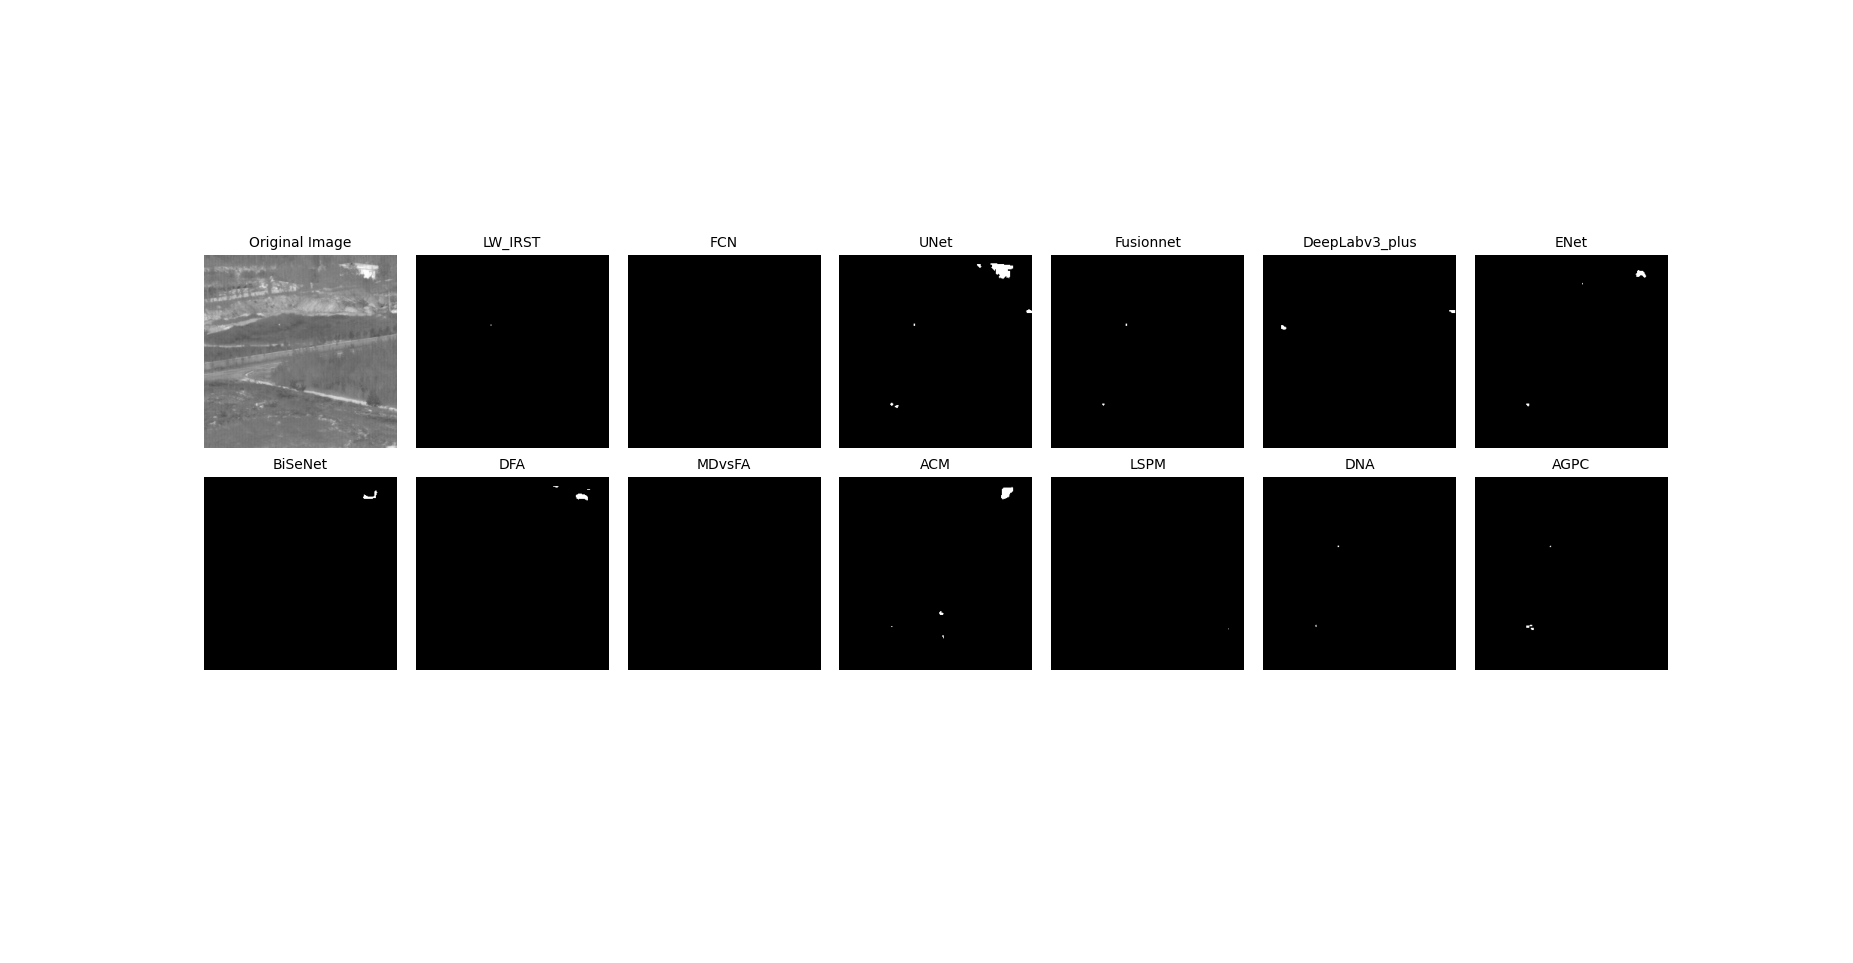 Original Image
LW_IRST
FCN
UNet
Fusionnet
DeepLabv3_plus
ENet
BiSeNet
DFA
MDvsFA
ACM
LSPM
DNA
AGPC